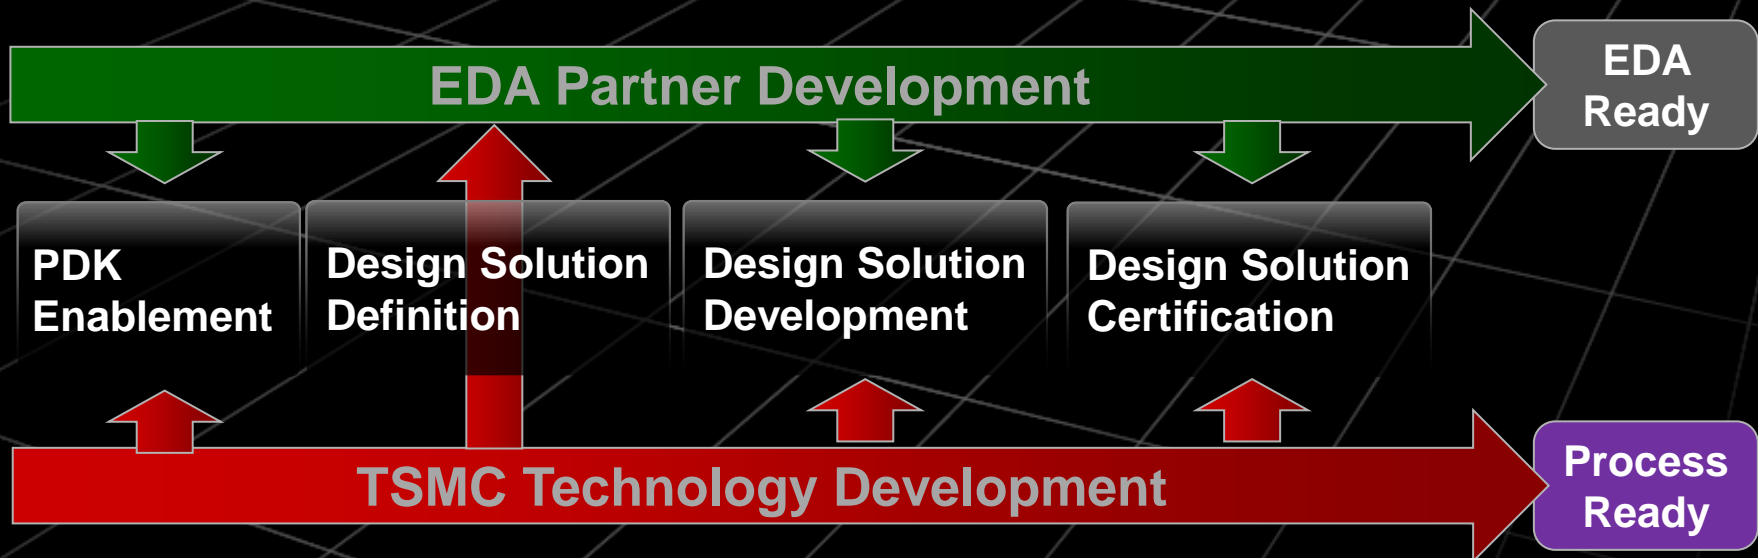 EDA Partner Development
EDA
Ready
PDK
Enablement
Design Solution
Definition
Design Solution
Development
Design Solution
Certification
TSMC Technology Development
Process
Ready